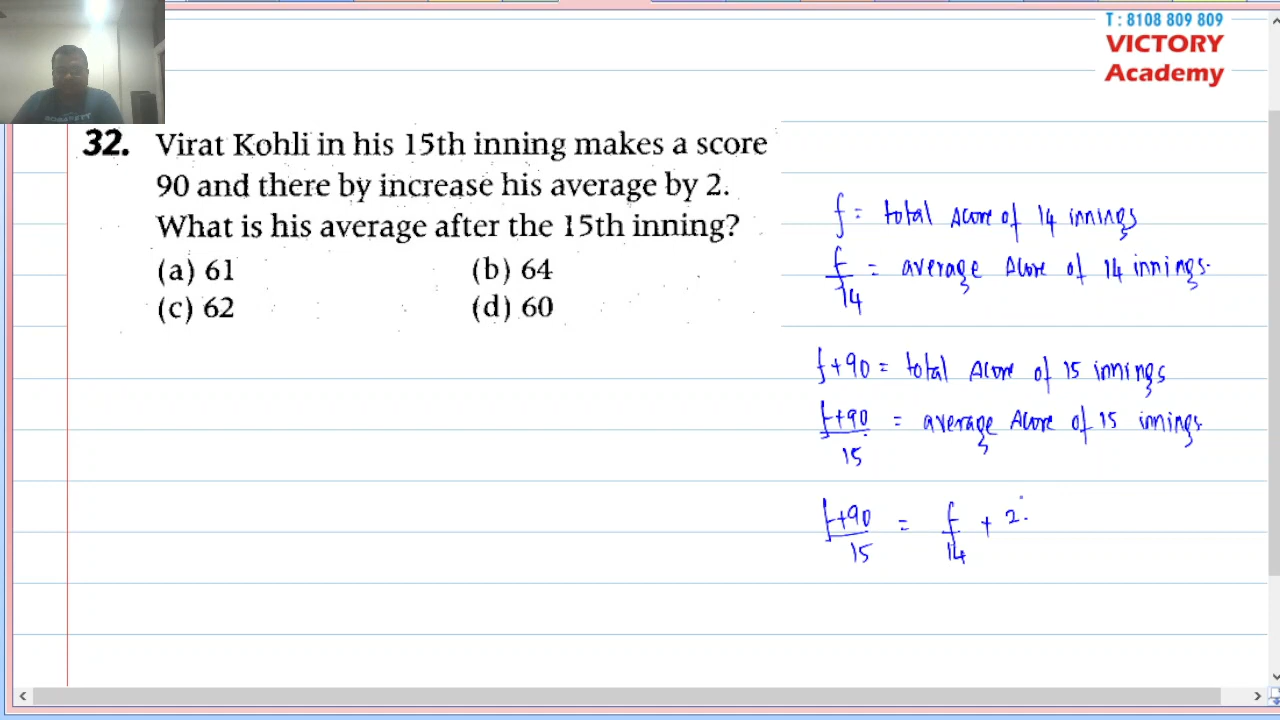 T : 8108 809 809
VICTORY
Academy
32. Virat Kohli in his 15th inning makes a score
90 and there by increase his average by 2.
What is his average after the 15th inning?
(a) 61 (b) 64
(c) 62 (d) 60
f = total score of 14 innings
f/14 = average score of 14 innings.
f+90 = total score of 15 innings
f+90/15 = average score of 15 innings.
f+90/15 = f/14 + 2.